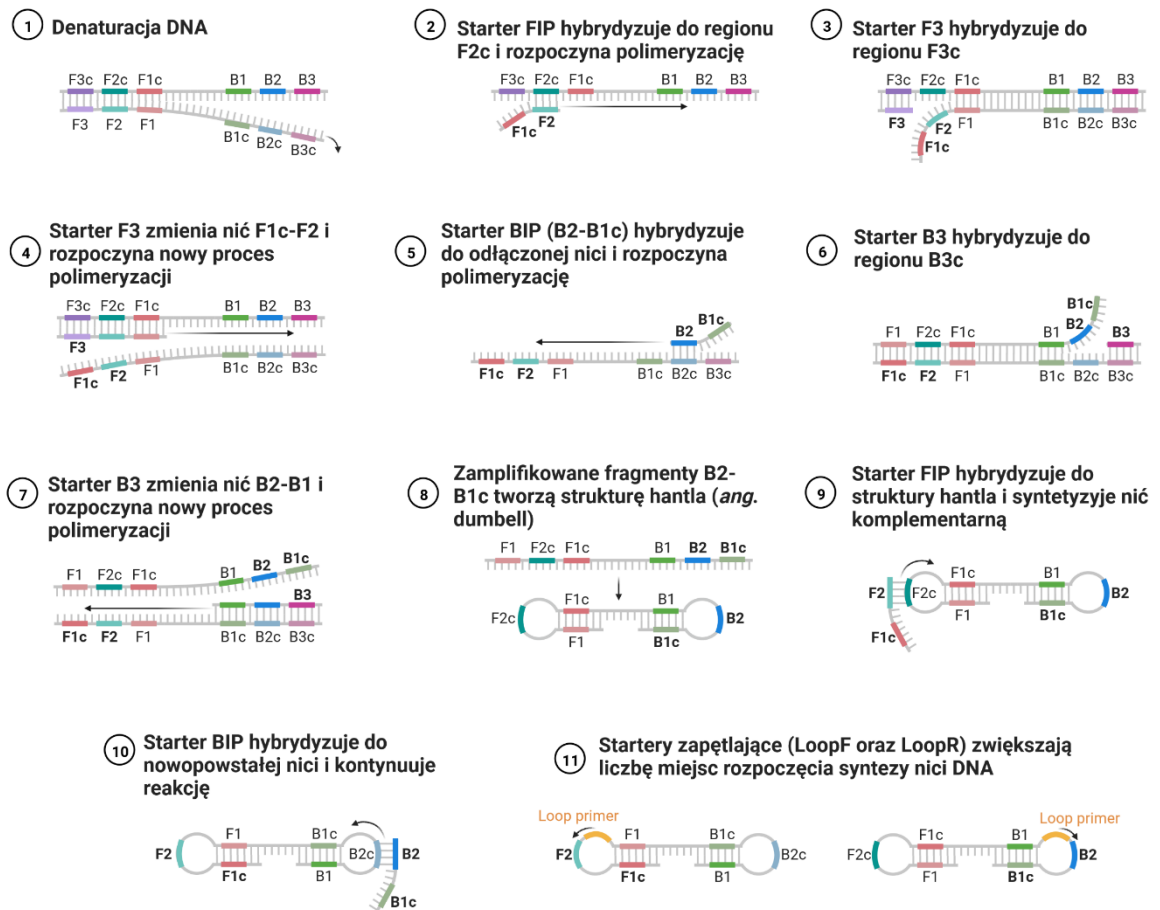 1 Denaturacja DNA
F3c F2c F1c B1 B2 B3
F3 F2 F1 B1c B2c B3c
2 Starter FIP hybrydyzuje do regionu
F2c i rozpoczyna polimeryzację
F3c F2c F1c B1 B2 B3
F1c F2
3 Starter F3 hybrydyzuje do
regionu F3c
F3c F2c F1c B1 B2 B3
F3 F2 F1 B1c B2c B3c
F1c
4 Starter F3 zmienia nić F1c-F2 i
rozpoczyna nowy proces
polimeryzacji
F3c F2c F1c B1 B2 B3
F3
F1c F2 F1 B1c B2c B3c
5 Starter BIP (B2-B1c) hybrydyzuje
do odłączonej nici i rozpoczyna
polimeryzację
B2 B1c
F1c F2 F1 B1c B2c B3c
6 Starter B3 hybrydyzuje do
regionu B3c
B1c
F1 F2c F1c B1 B2 B3
F1c F2 F1 B1c B2c B3c
7 Starter B3 zmienia nić B2-B1 i
rozpoczyna nowy proces
polimeryzacji
F1 F2c F1c B1 B2 B1c
B3
F1c F2 F1 B1c B2c B3c
8 Zamplifikowane fragmenty B2-
B1c tworzą strukturę hantla (ang.
dumbell)
F1 F2c F1c B1 B2 B1c
F2c F1c B1 B2
F1 B1c
9 Starter FIP hybrydyzuje do
struktury hantla i syntetyzyje nić
komplementarną
F2 F2c F1c B1 B2
F1c F1 B1c
10 Starter BIP hybrydyzuje do
nowopowstałej nici i kontynuuje
reakcję
F2 F1 B1c B2c B2
F1c B1 B1c
11 Startery zapętlające (LoopF oraz LoopR) zwiększają
liczbę miejsc rozpoczęcia syntezy nici DNA
Loop primer
F2 F1 B1c B2c
F1c B1
Loop primer
F2c F1c B1 B2
F1 B1c